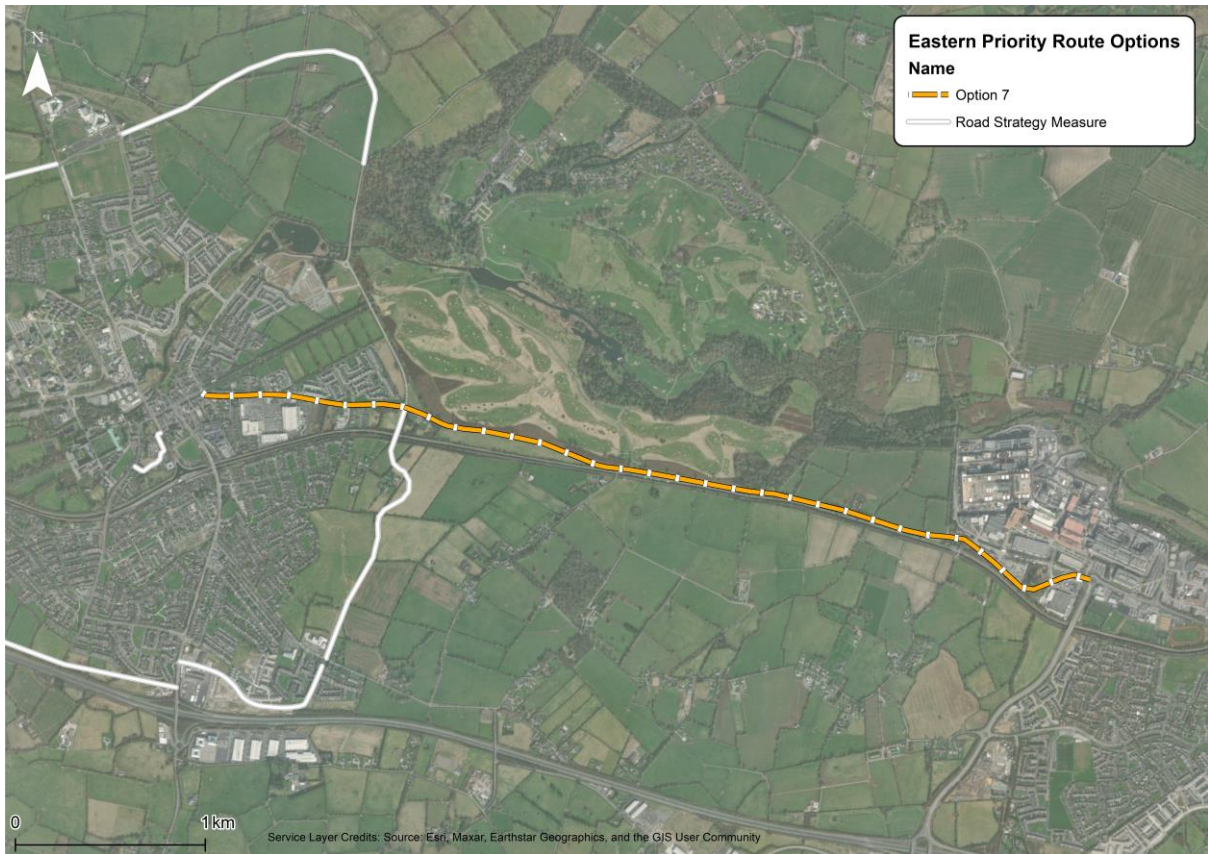 N
Eastern Priority Route Options
Name
Option 7
Road Strategy Measure
0 1 km
Service Layer Credits: Source: Esri, Maxar, Earthstar Geographics, and the GIS User Community